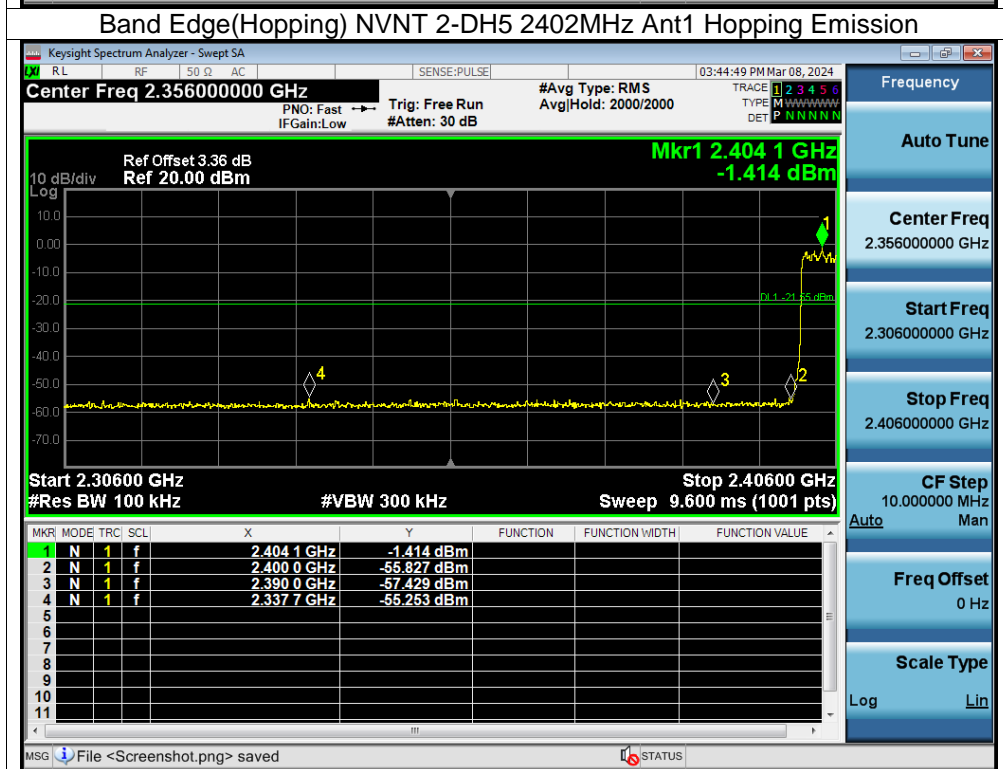 Band Edge(Hopping) NVNT 2-DH5 2402MHz Ant1 Hopping Emission
Keysight Spectrum Analyzer - Swept SA
LXI RL RF 50 Ω AC SENSE:PULSE 03:44:49 PM Mar 08, 2024
Center Freq 2.356000000 GHz #Avg Type: RMS TRACE 1 2 3 4 5 6
PNO: Fast Trig: Free Run Avg|Hold: 2000/2000 TYPE M WWWWW
IFGain:Low #Atten: 30 dB DET P N N N N N
Frequency
Auto Tune
Center Freq
2.356000000 GHz
Start Freq
2.306000000 GHz
Stop Freq
2.406000000 GHz
CF Step
10.000000 MHz
Auto Man
Freq Offset
0 Hz
Scale Type
Log Lin
Mkr1 2.404 1 GHz
Ref Offset 3.36 dB
10 dB/div Ref 20.00 dBm -1.414 dBm
Log
10.0
0.00
-10.0
-20.0
-30.0
-40.0
-50.0
-60.0
-70.0
1
DL1 -21.55 dBm
4 3 2
Start 2.30600 GHz Stop 2.40600 GHz
#Res BW 100 kHz #VBW 300 kHz Sweep 9.600 ms (1001 pts)
MKR MODE TRC SCL X Y FUNCTION FUNCTION WIDTH FUNCTION VALUE
1 N 1 f 2.404 1 GHz -1.414 dBm
2 N 1 f 2.400 0 GHz -55.827 dBm
3 N 1 f 2.390 0 GHz -57.429 dBm
4 N 1 f 2.337 7 GHz -55.253 dBm
5
6
7
8
9
10
11
MSG File <Screenshot.png> saved STATUS